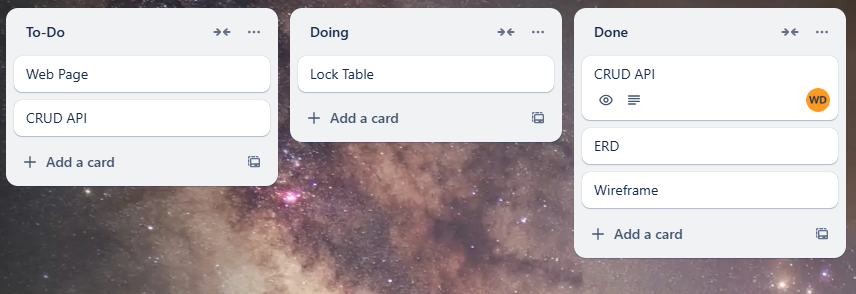 To-Do
Web Page
CRUD API
Add a card
Doing
Lock Table
Add a card
Done
CRUD API
WD
ERD
Wireframe
Add a card